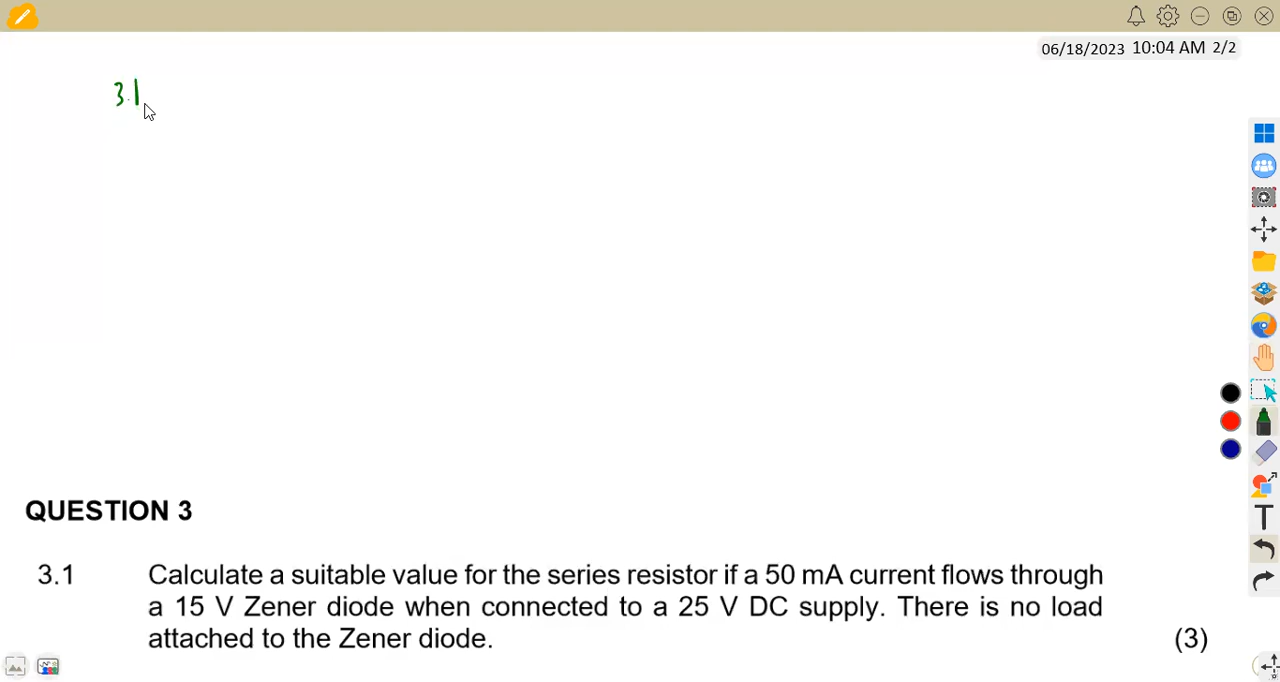 06/18/2023 10:04 AM 2/2
3.1
QUESTION 3
3.1 Calculate a suitable value for the series resistor if a 50 mA current flows through
a 15 V Zener diode when connected to a 25 V DC supply. There is no load
attached to the Zener diode. (3)
T